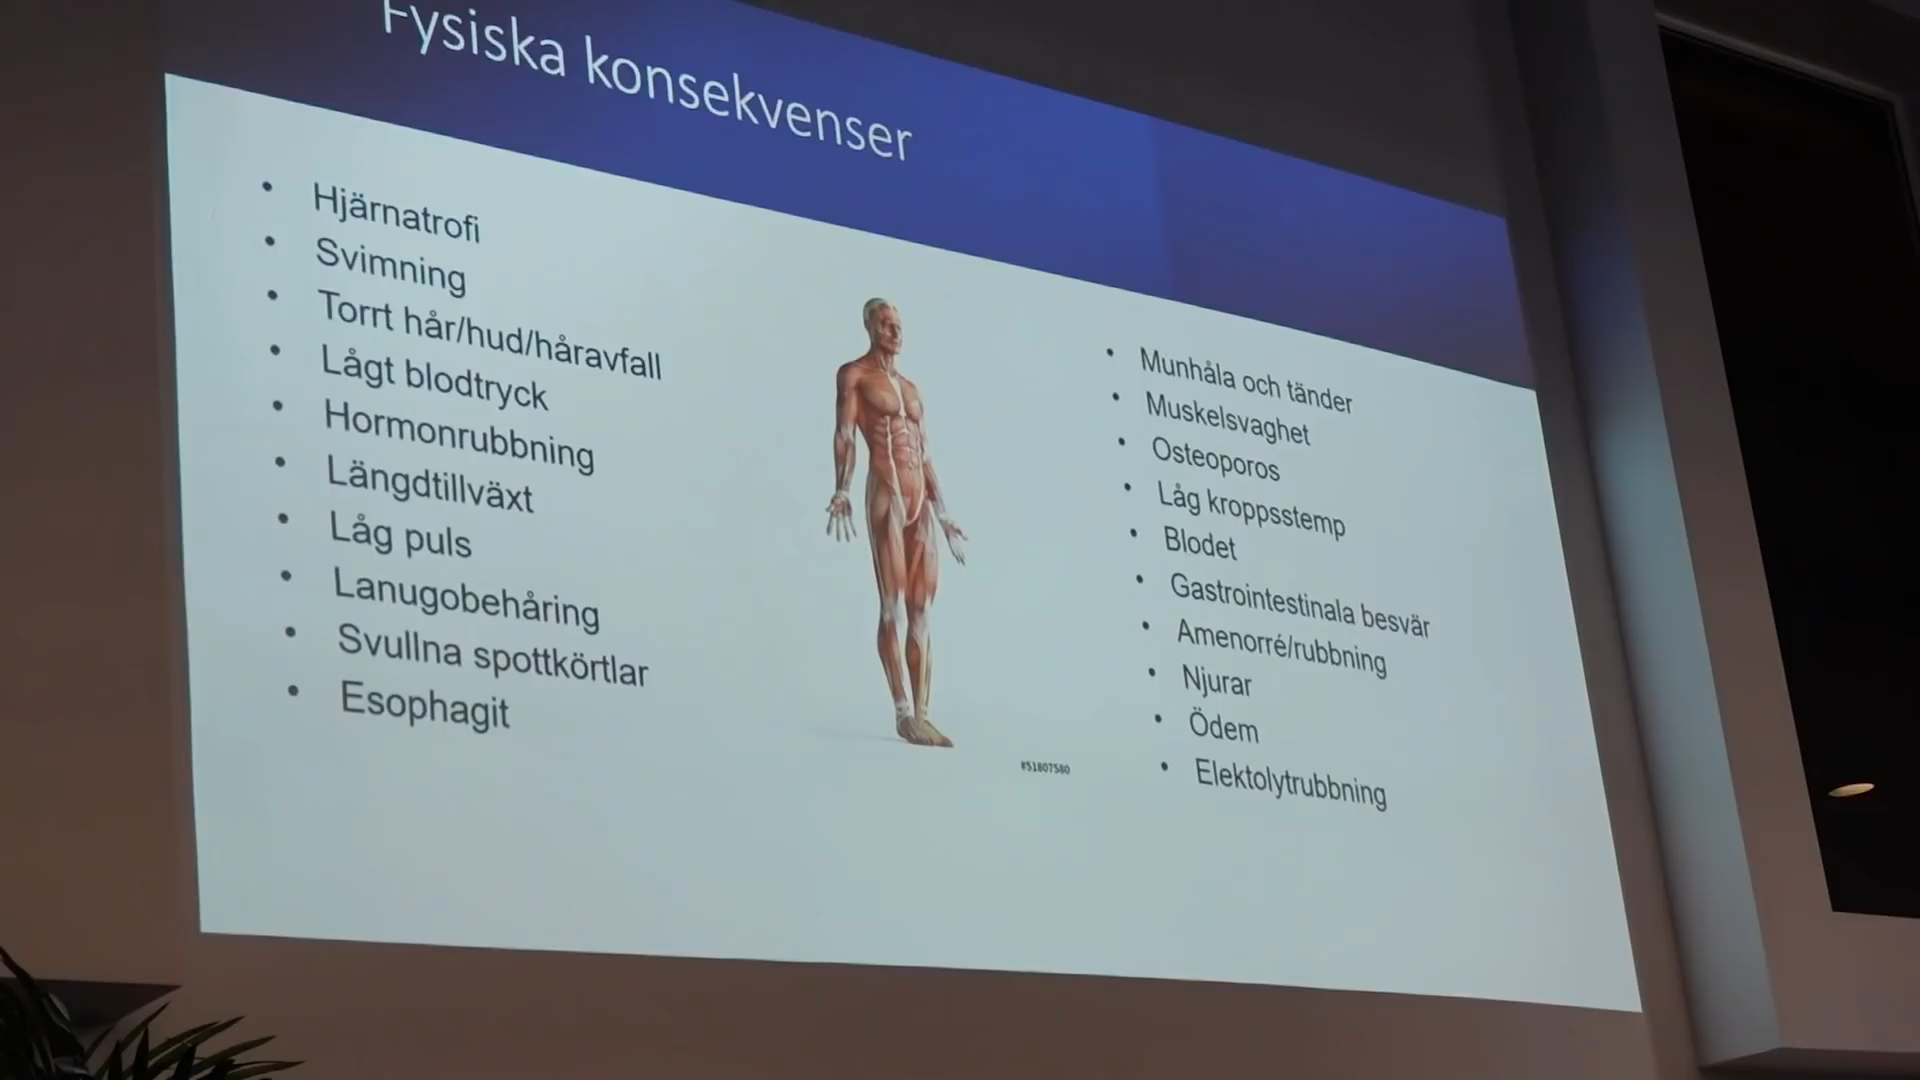 Fysiska konsekvenser
• Hjärnatrofi
• Svimning
• Torrt hår/hud/håravfall
• Lågt blodtryck
• Hormonrubbning
• Längdtillväxt
• Låg puls
• Lanugobehåring
• Svullna spottkörtlar
• Esophagit
• Munhåla och tänder
• Muskelsvaghet
• Osteoporos
• Låg kroppsstemp
• Blodet
• Gastrointestinala besvär
• Amenorré/rubbning
• Njurar
• Ödem
• Elektolytrubbning
#51807580